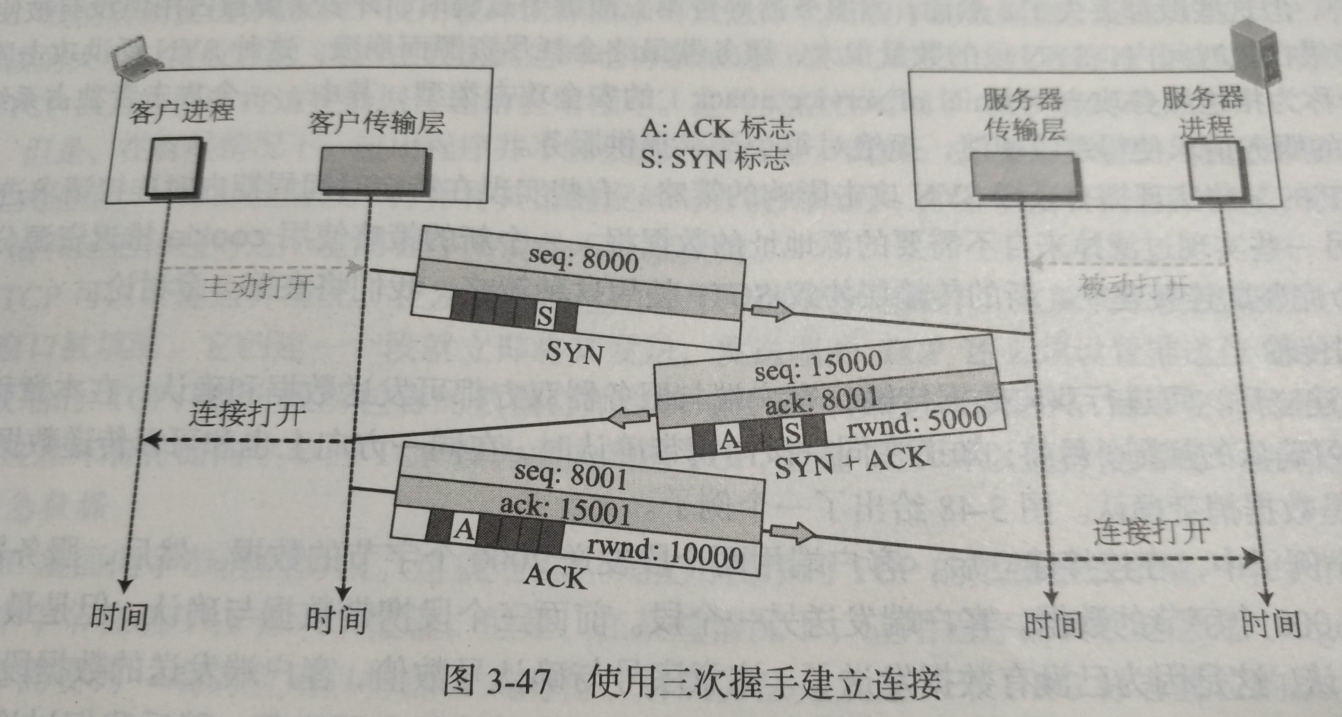 客户进程
客户传输层
A: ACK 标志
S: SYN 标志
服务器
传输层
服务器
进程
主动打开
seq: 8000
S
SYN
被动打开
seq: 15000
ack: 8001
A S rwnd: 5000
SYN + ACK
连接打开
seq: 8001
ack: 15001
A rwnd: 10000
ACK
连接打开
时间
时间
时间
时间
图 3-47 使用三次握手建立连接